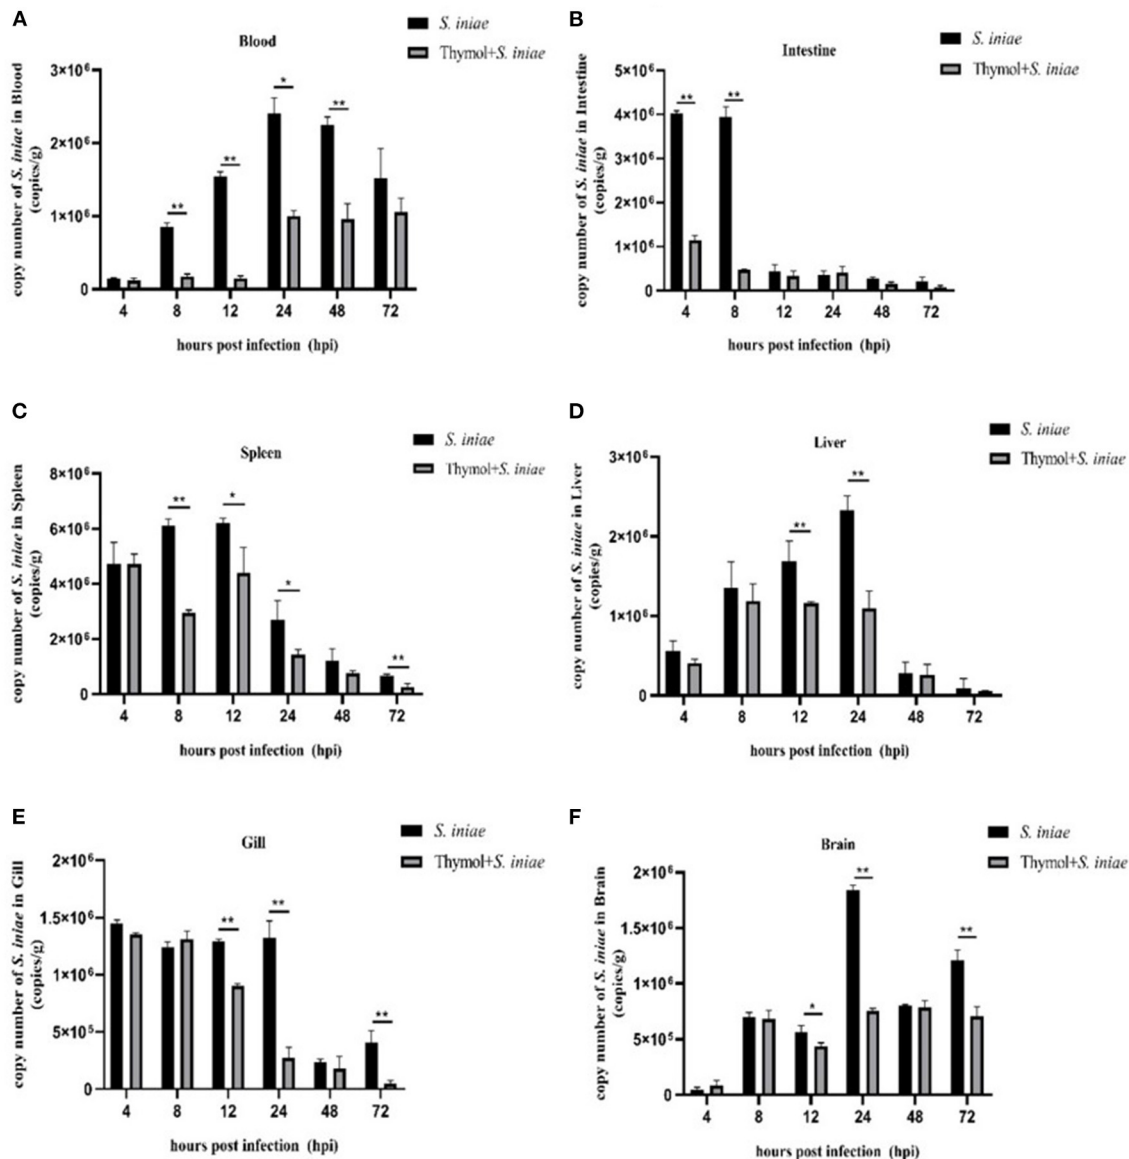 A
Blood
S. iniae
Thymol+S. iniae
copy number of S. iniae in Blood
(copies/g)
3×10⁶
2×10⁶
1×10⁶
0
** ** * **
4 8 12 24 48 72
hours post infection (hpi)
B
Intestine
S. iniae
Thymol+S. iniae
copy number of S. iniae in Intestine
(copies/g)
5×10⁶
4×10⁶
3×10⁶
2×10⁶
1×10⁶
0
** **
4 8 12 24 48 72
hours post infection (hpi)
C
Spleen
S. iniae
Thymol+S. iniae
copy number of S. iniae in Spleen
(copies/g)
8×10⁶
6×10⁶
4×10⁶
2×10⁶
0
** * * **
4 8 12 24 48 72
hours post infection (hpi)
D
Liver
S. iniae
Thymol+S. iniae
copy number of S. iniae in Liver
(copies/g)
3×10⁶
2×10⁶
1×10⁶
0
** **
4 8 12 24 48 72
hours post infection (hpi)
E
Gill
S. iniae
Thymol+S. iniae
copy number of S. iniae in Gill
(copies/g)
2×10⁶
1.5×10⁶
1×10⁶
5×10⁵
0
** ** **
4 8 12 24 48 72
hours post infection (hpi)
F
Brain
S. iniae
Thymol+S. iniae
copy number of S. iniae in Brain
(copies/g)
2×10⁶
1.5×10⁶
1×10⁶
5×10⁵
0
* ** **
4 8 12 24 48 72
hours post infection (hpi)